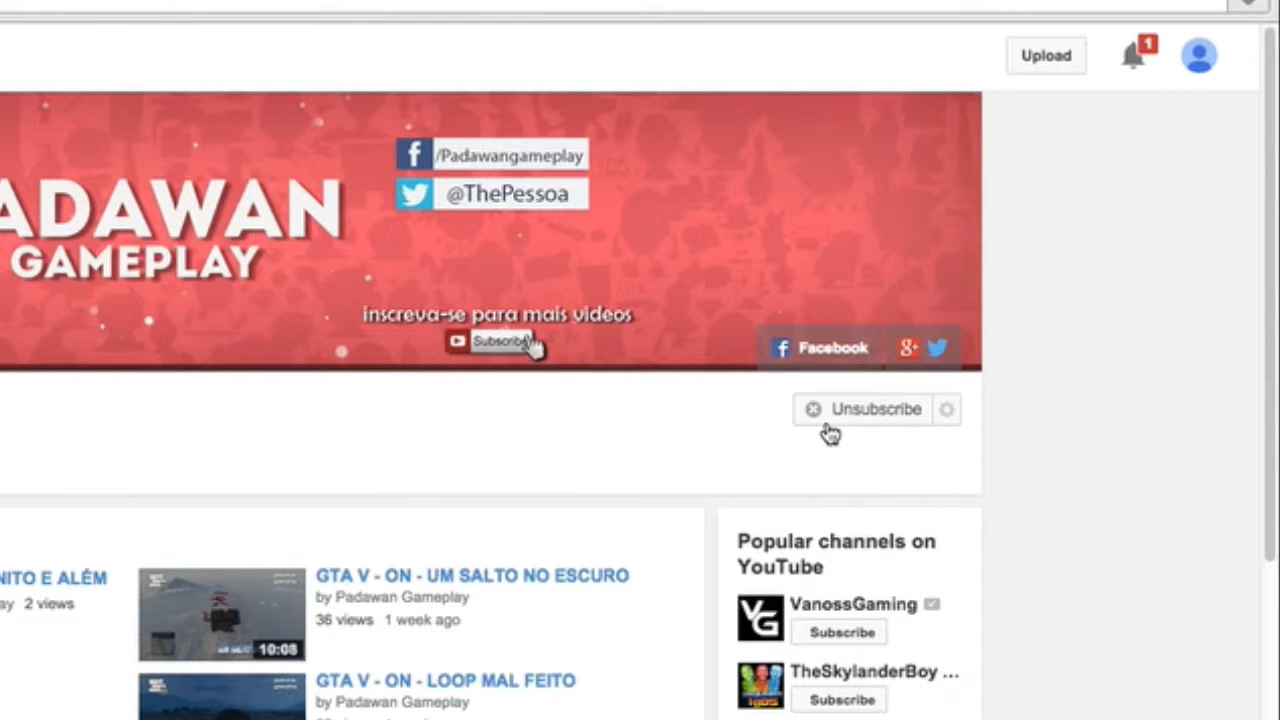 Upload
1
/Padawangameplay
@ThePessoa
ADAWAN
GAMEPLAY
inscreva-se para mais videos
Subscribe
Facebook
Unsubscribe
NITO E ALÉM
ay 2 views
GTA V - ON - UM SALTO NO ESCURO
by Padawan Gameplay
36 views 1 week ago
10:08
GTA V - ON - LOOP MAL FEITO
by Padawan Gameplay
Popular channels on
YouTube
VG
VanossGaming
Subscribe
TheSkylanderBoy ...
Subscribe